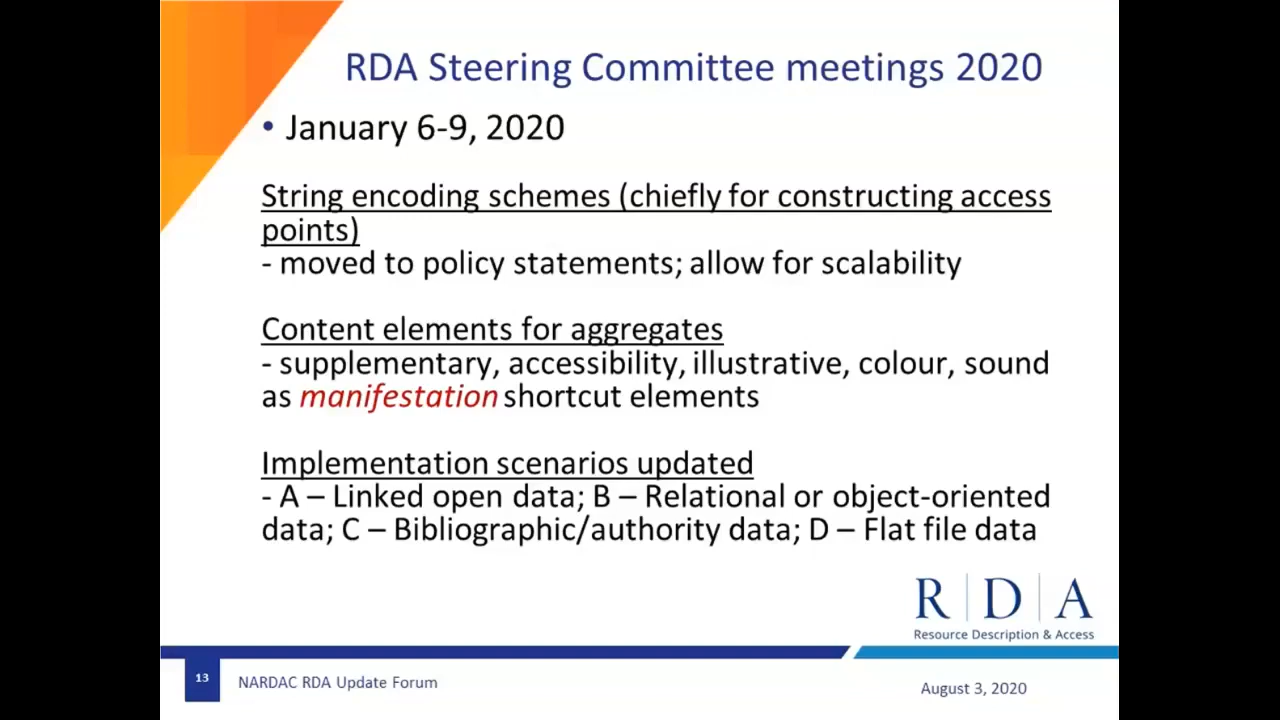 RDA Steering Committee meetings 2020
• January 6-9, 2020
String encoding schemes (chiefly for constructing access
points)
- moved to policy statements; allow for scalability
Content elements for aggregates
- supplementary, accessibility, illustrative, colour, sound
as manifestation shortcut elements
Implementation scenarios updated
- A – Linked open data; B – Relational or object-oriented
data; C – Bibliographic/authority data; D – Flat file data
R | D | A
Resource Description & Access
13
NARDAC RDA Update Forum
August 3, 2020